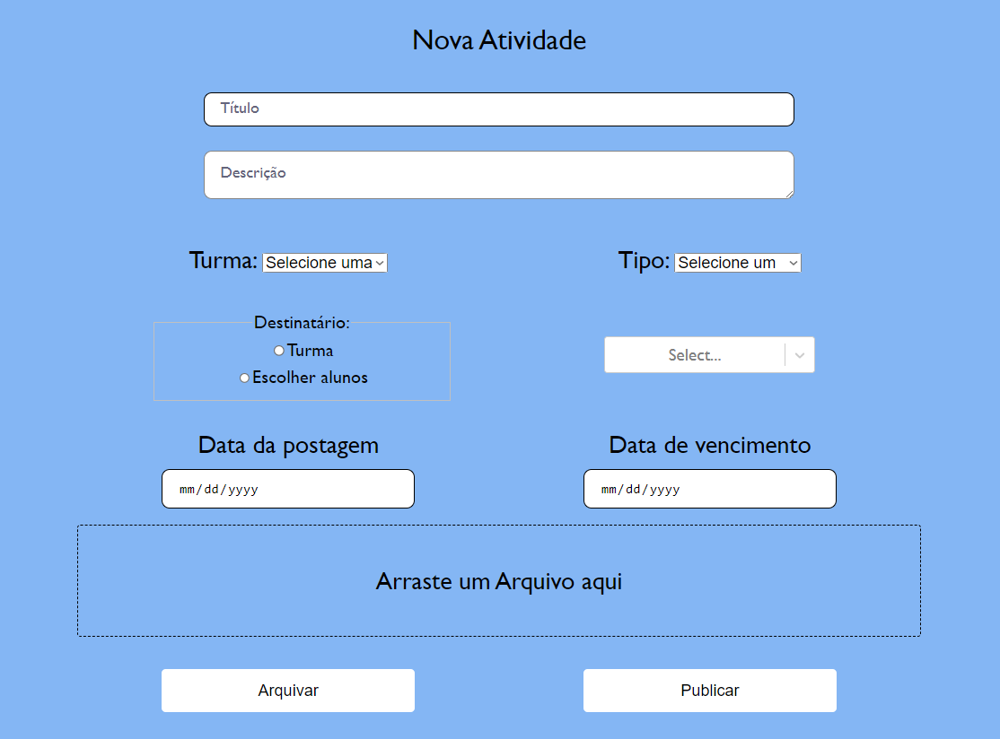 Nova Atividade
Título
Descrição
Turma: Selecione uma
Tipo: Selecione um
Destinatário:
Turma
Escolher alunos
Select...
Data da postagem
Data de vencimento
mm/dd/yyyy
mm/dd/yyyy
Arraste um Arquivo aqui
Arquivar
Publicar